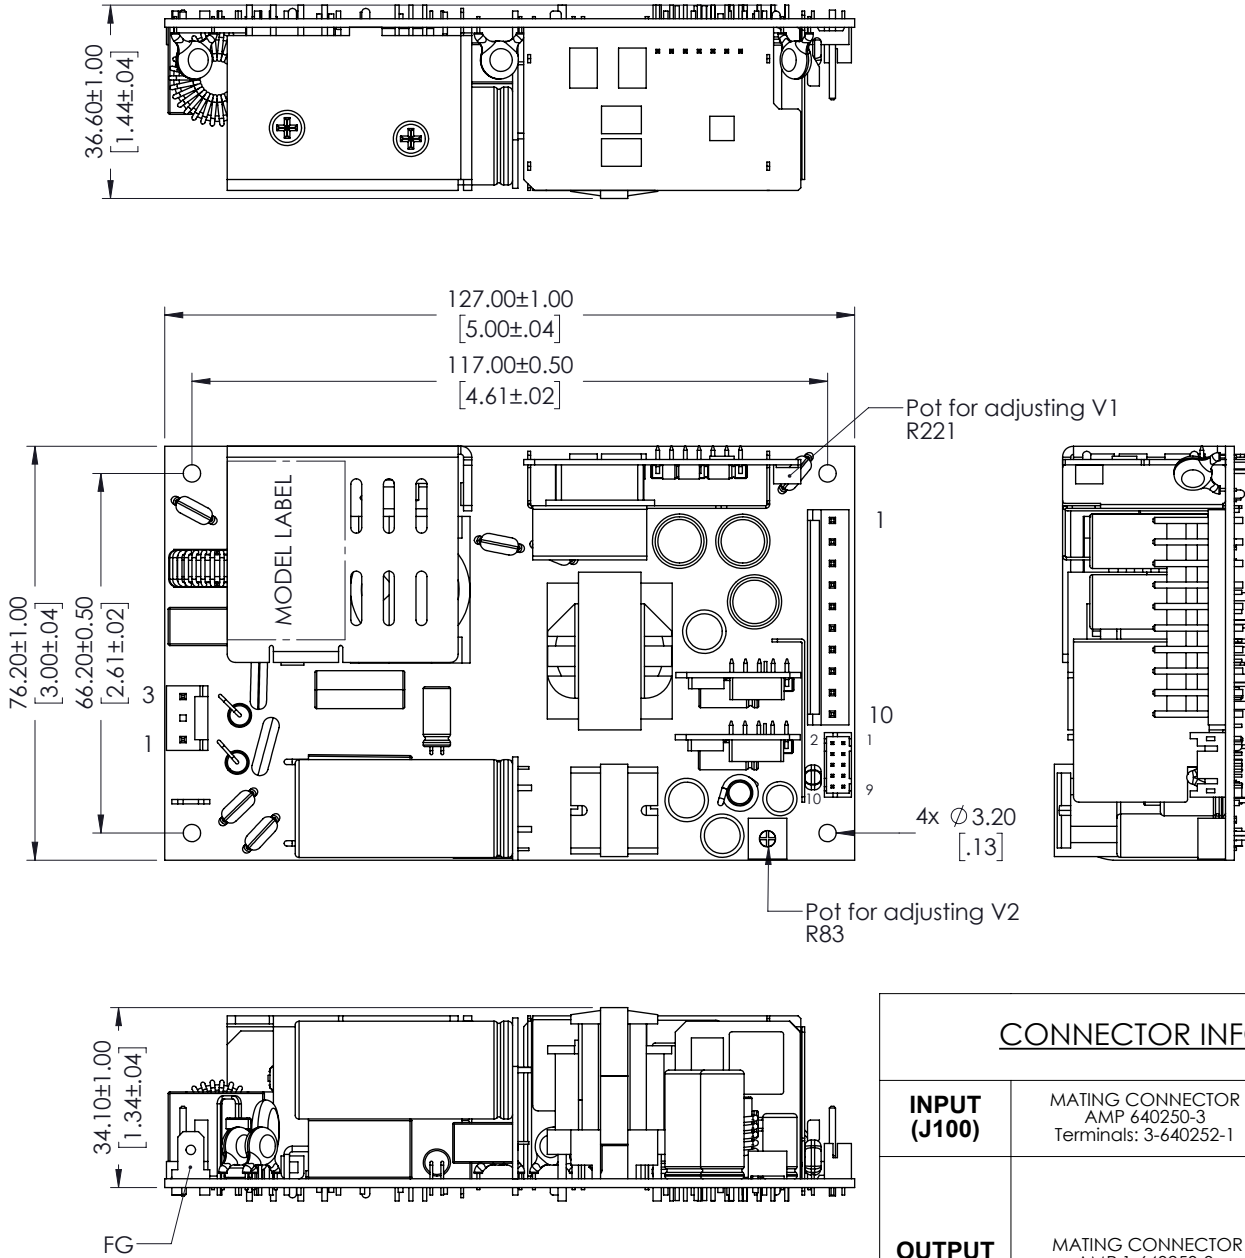 36.60±1.00
[1.44±.04]
127.00±1.00
[5.00±.04]
117.00±0.50
[4.61±.02]
Pot for adjusting V1
R221
76.20±1.00
[3.00±.04]
66.20±0.50
[2.61±.02]
MODEL LABEL
1
3
1
10
2
1
10
9
4x Ø 3.20
[.13]
Pot for adjusting V2
R83
34.10±1.00
[1.34±.04]
FG
CONNECTOR INF
INPUT
(J100)
MATING CONNECTOR
AMP 640250-3
Terminals: 3-640252-1
OUTPUT
MATING CONNECTOR